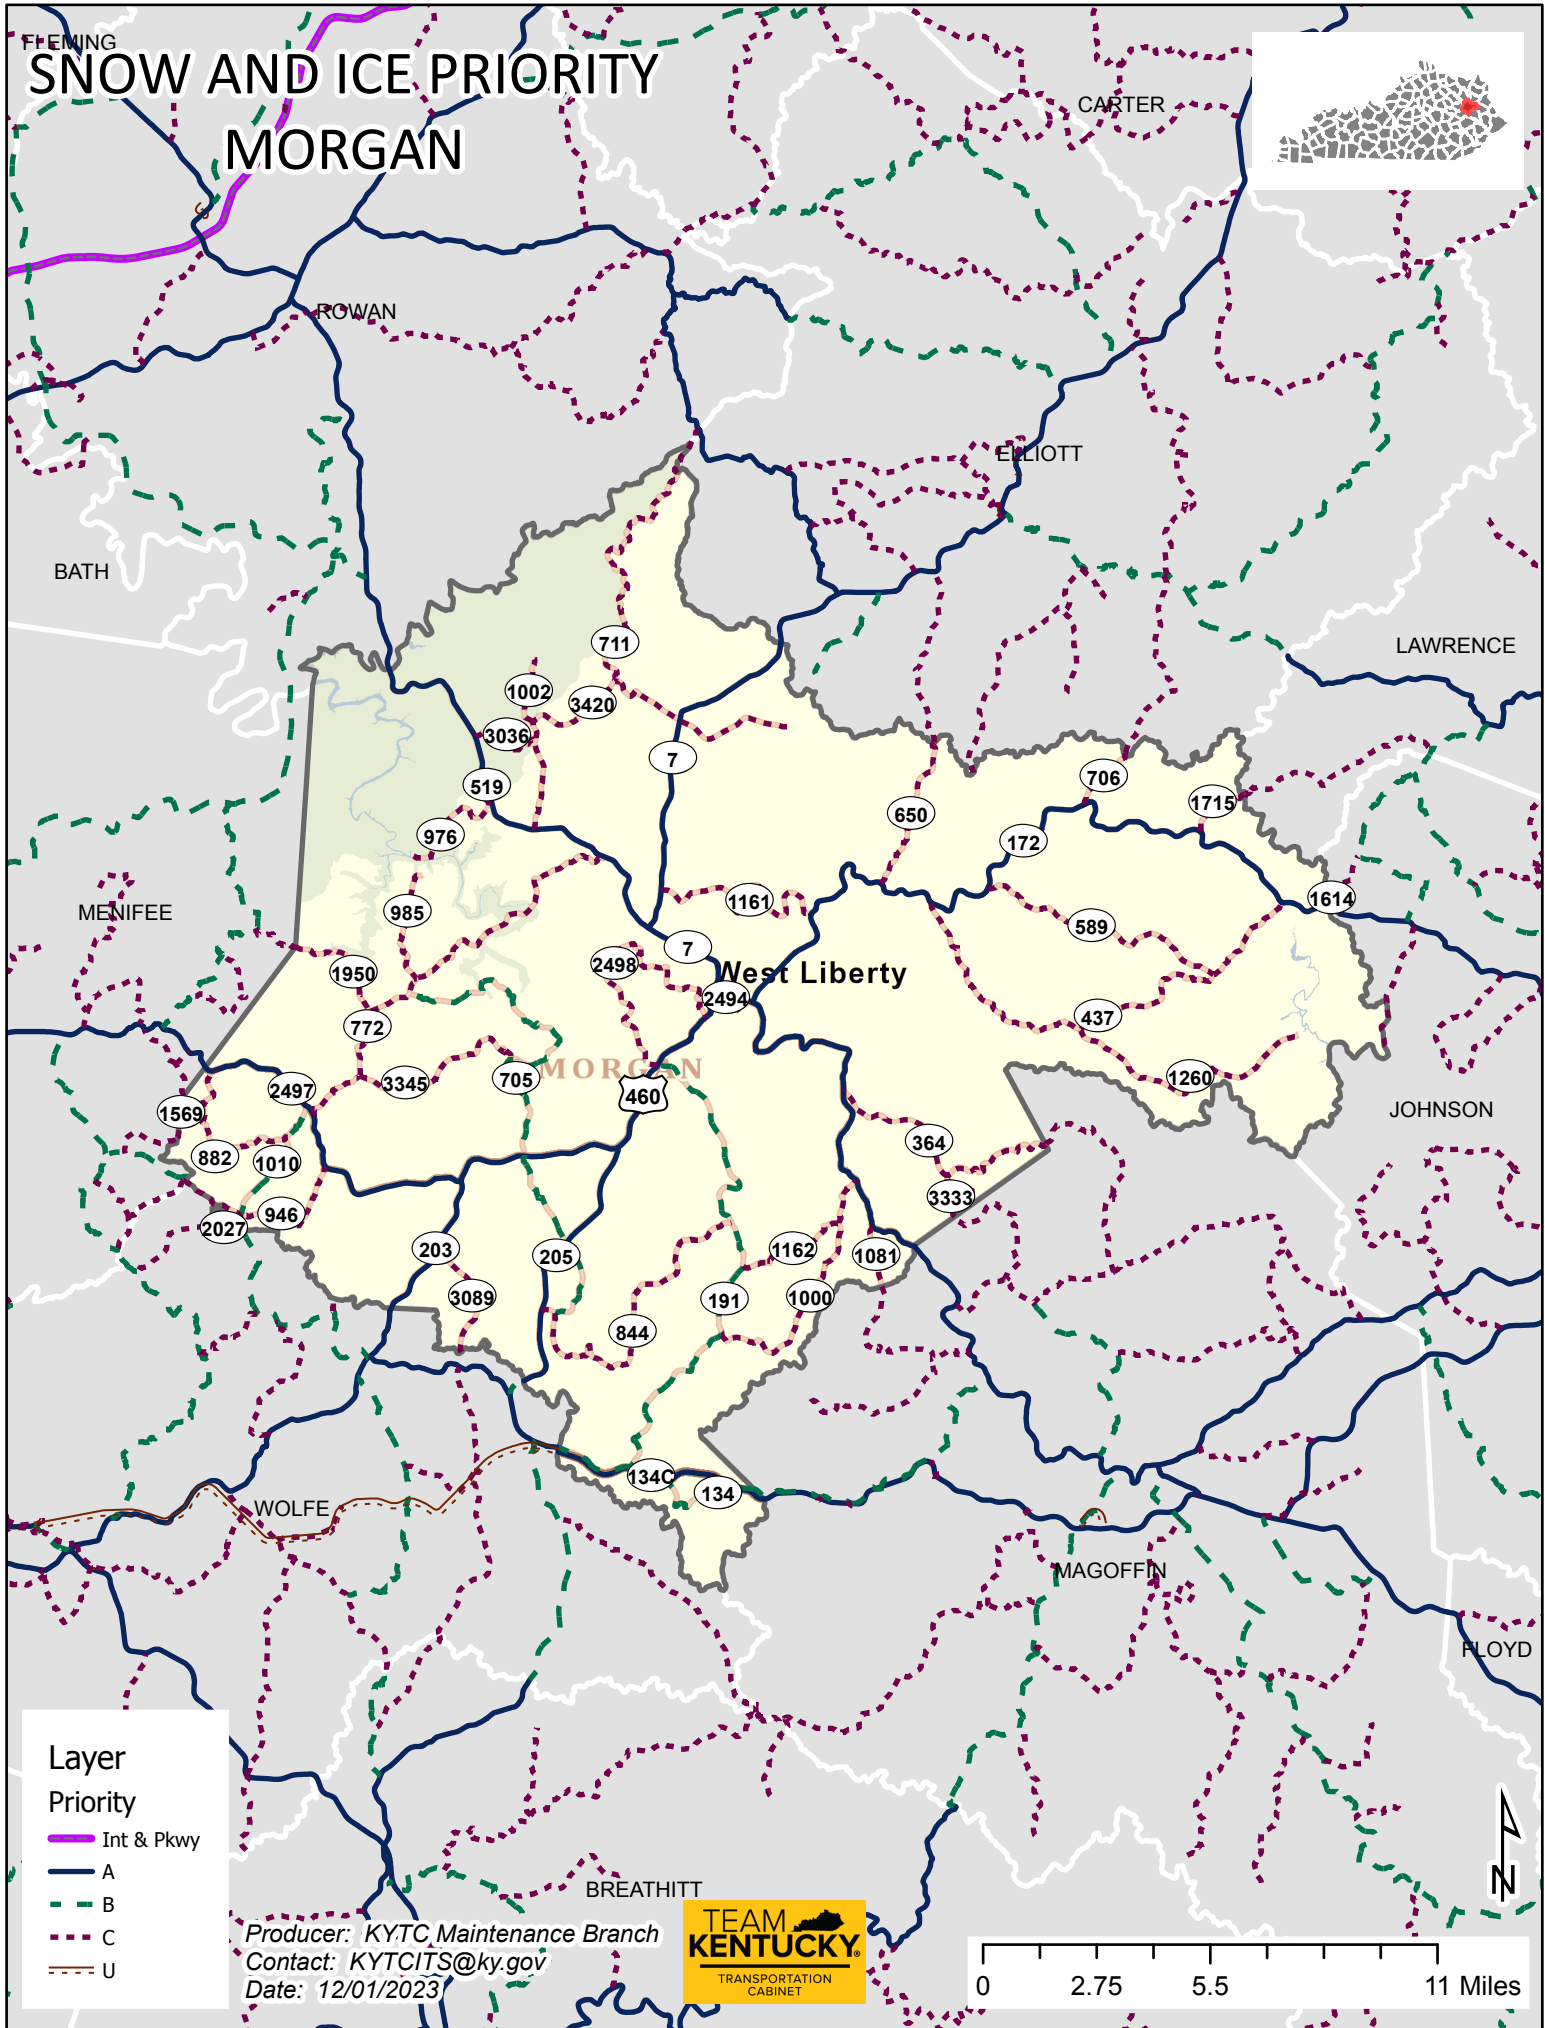 FLEMING
SNOW AND ICE PRIORITY
MORGAN
CARTER
ROWAN
ELLIOTT
BATH
LAWRENCE
711
1002
3420
3036
7
519
706
1715
650
976
172
1614
MENIFEE
1161
985
589
7
2498
West Liberty
1950
2494
437
772
MORGAN
705
3345
1260
2497
460
1569
JOHNSON
364
882
1010
3333
946
2027
203
205
1162
1081
3089
191
1000
844
134C
134
WOLFE
MAGOFFIN
FLOYD
Layer
Priority
Int & Pkwy
A
B
C
U
BREATHITT
Producer: KYTC Maintenance Branch
Contact: KYTCITS@ky.gov
Date: 12/01/2023
TEAM
KENTUCKY®
TRANSPORTATION
CABINET
N
0 2.75 5.5 11 Miles